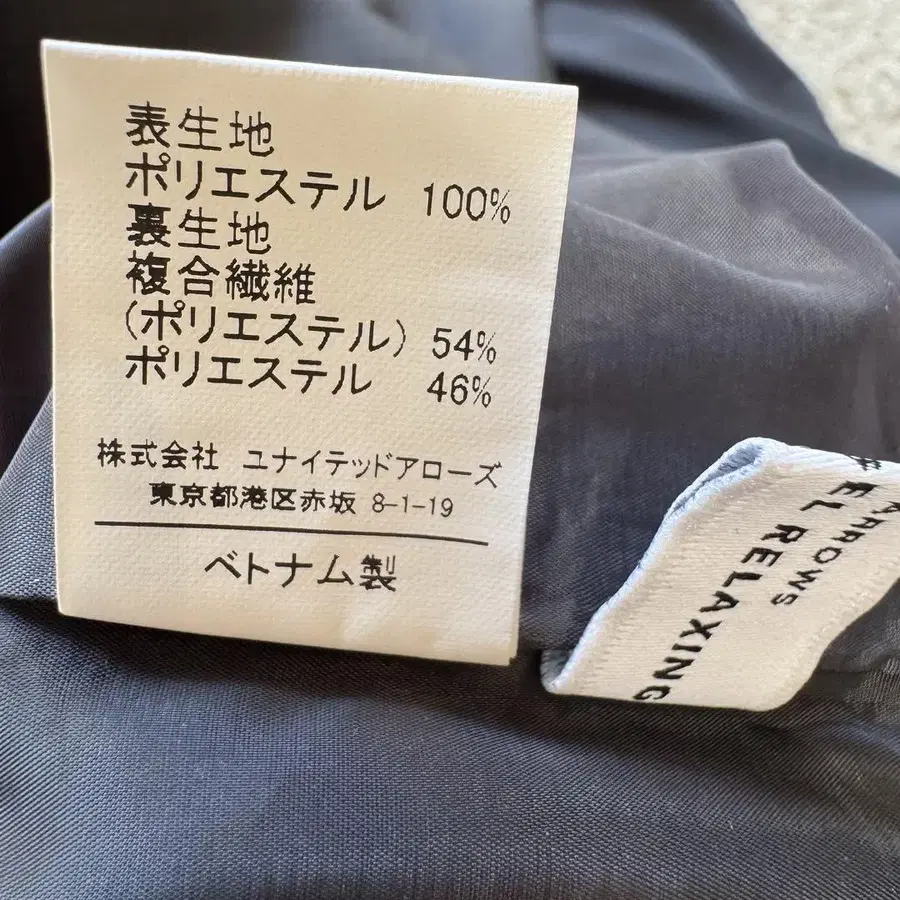 表生地
ポリエステル 100%
裏生地
複合繊維
(ポリエステル) 54%
ポリエステル 46%
株式会社 ユナイテッドアローズ
東京都港区赤坂 8-1-19
ベトナム製
ARROWS
EL RELAXING